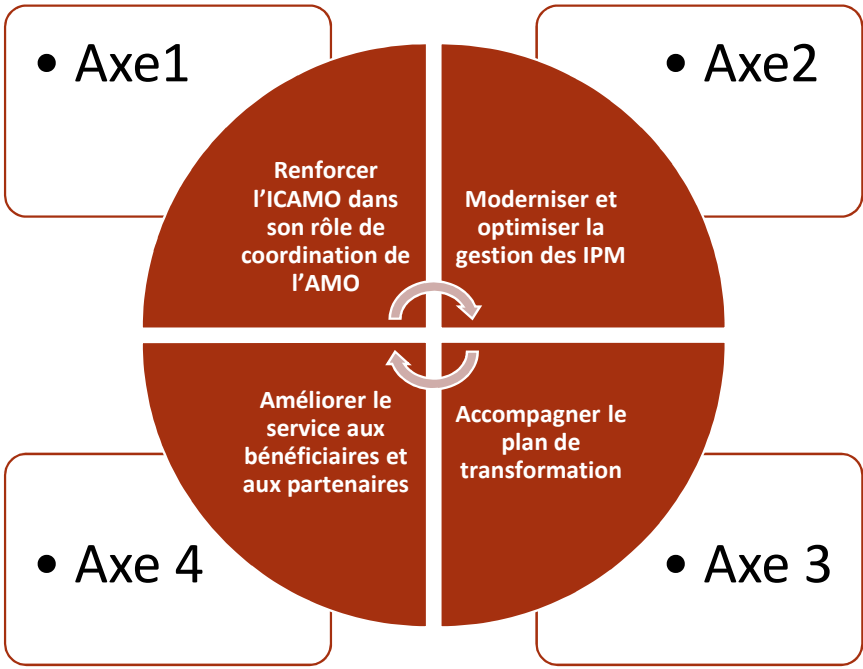 • Axe1
Renforcer
l’ICAMO dans
son rôle de
coordination de
l’AMO
• Axe2
Moderniser et
optimiser la
gestion des IPM
Améliorer le
service aux
bénéficiaires et
aux partenaires
• Axe 4
Accompagner le
plan de
transformation
• Axe 3